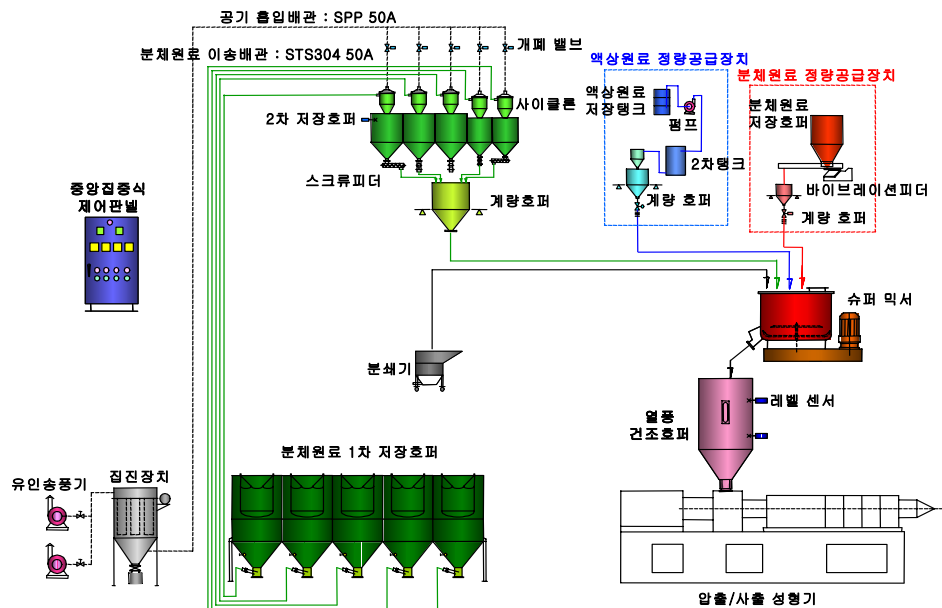 공기 흡입배관 : SPP 50A
분체원료 이송배관 : STS304 50A
개폐 밸브
사이클론
2차 저장호퍼
스크류피더
계량호퍼
액상원료 정량공급장치
액상원료
저장탱크
펌프
2차탱크
계량 호퍼
분체원료 정량공급장치
분체원료
저장호퍼
바이브레이션피더
계량 호퍼
중앙집중식
제어판넬
슈퍼 믹서
분쇄기
레벨 센서
열풍
건조호퍼
분체원료 1차 저장호퍼
집진장치
유인송풍기
압출/사출 성형기